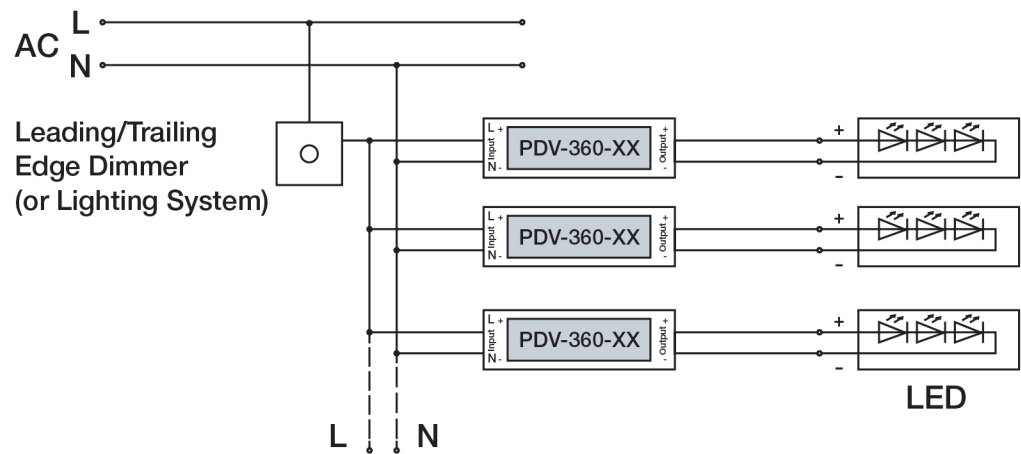 L
AC
N
Leading/Trailing
Edge Dimmer
(or Lighting System)
L + Input N - PDV-360-XX Output + -
+
-
L + Input N - PDV-360-XX Output + -
+
-
L + Input N - PDV-360-XX Output + -
+
-
LED
L N